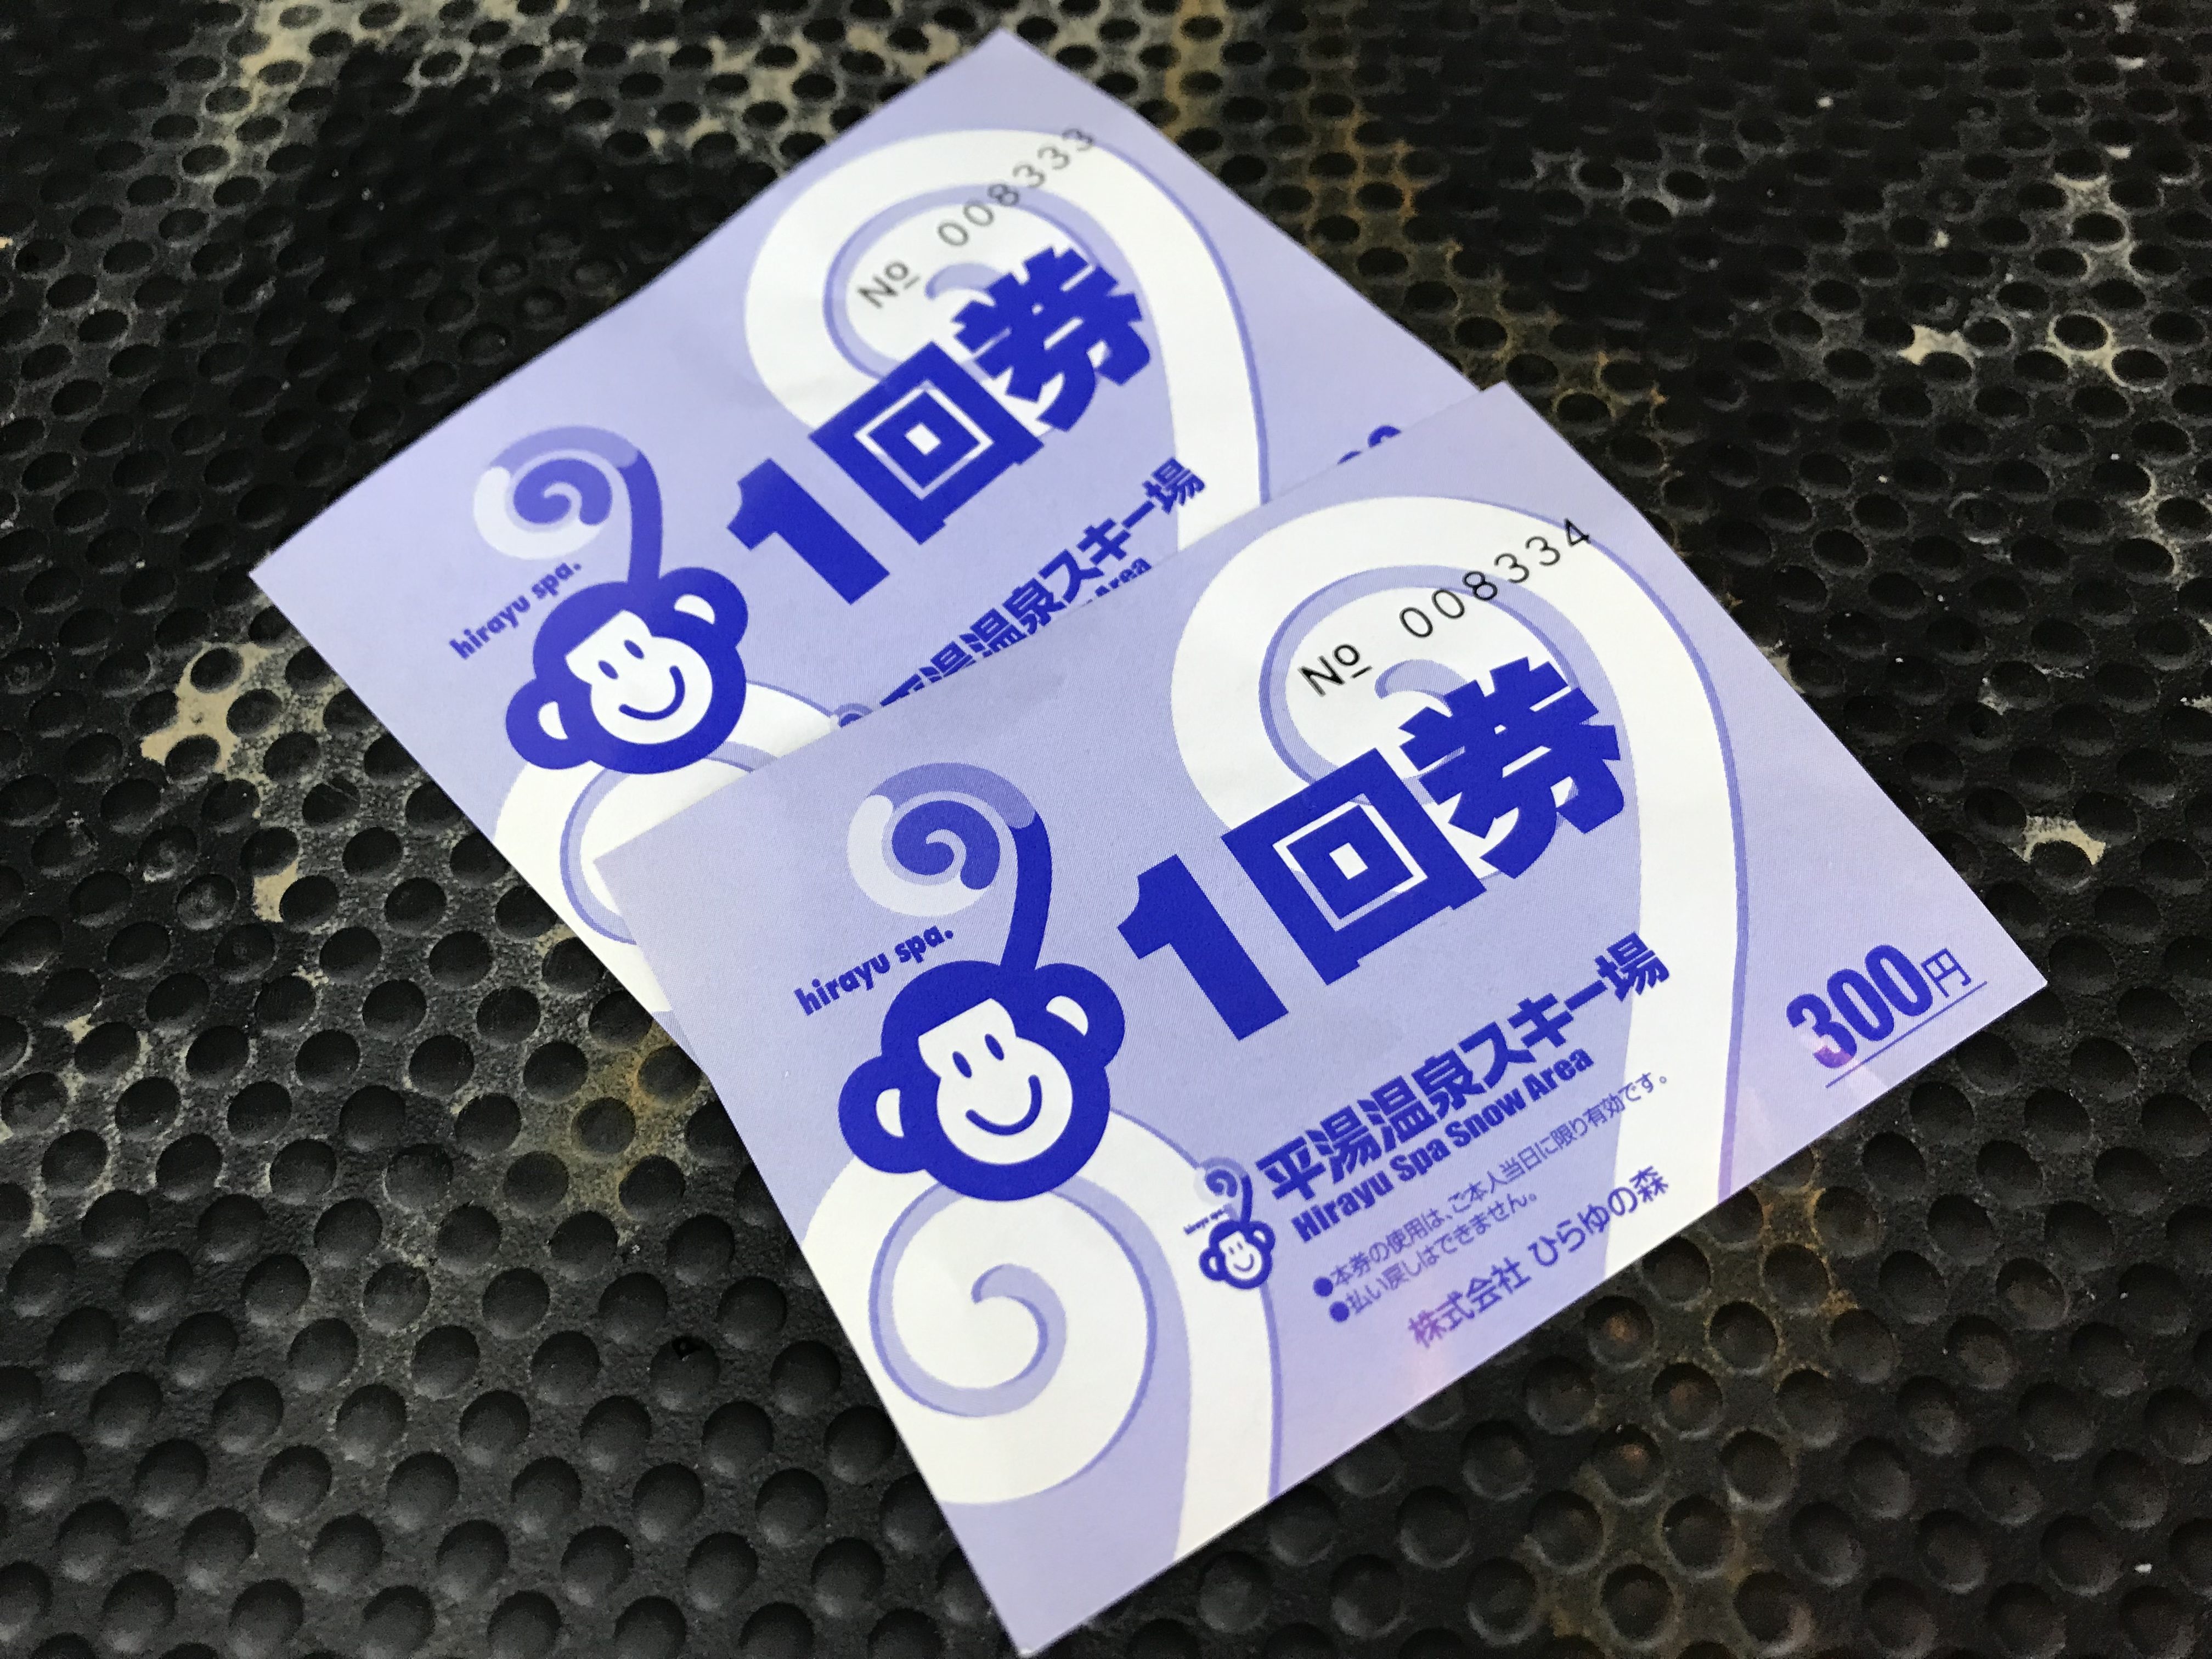 № 008333
1回券
hirayu spa.
平湯温泉スキー場
Area
№ 008334
1回券
hirayu spa.
平湯温泉スキー場
Hirayu Spa Snow Area
hirayu spa.
●本券の使用は、ご本人当日に限り有効です。
●払い戻しはできません。
株式会社 ひらゆの森
300円